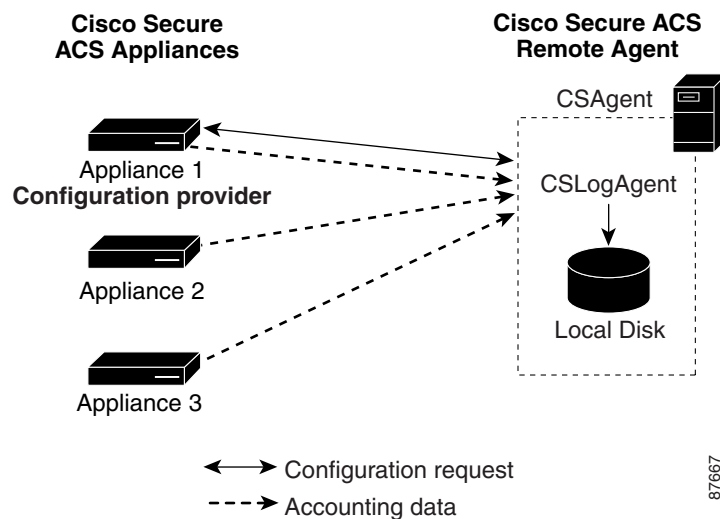 Cisco Secure
ACS Appliances
Cisco Secure ACS
Remote Agent
CSAgent
Appliance 1
Configuration provider
CSLogAgent
Appliance 2
Local Disk
Appliance 3
Configuration request
Accounting data
87667